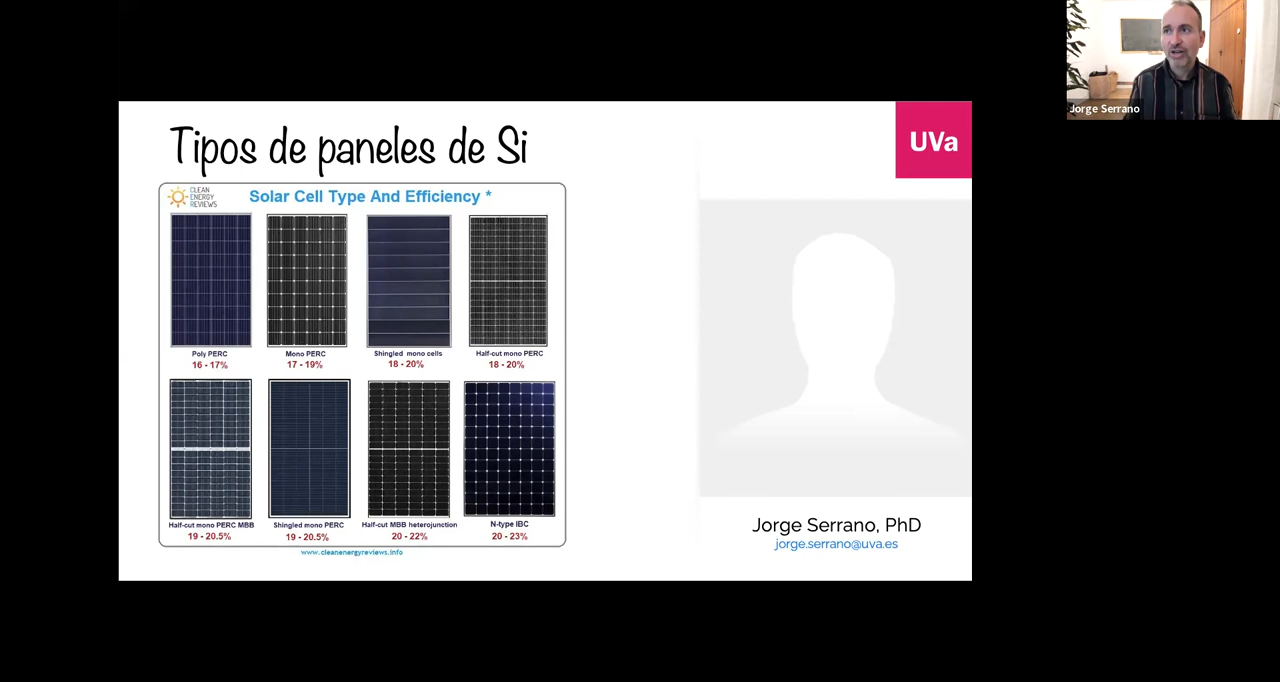 Jorge Serrano
UVa
Tipos de paneles de Si
CLEAN
ENERGY
REVIEWS
Solar Cell Type And Efficiency *
Poly PERC
16 - 17%
Mono PERC
17 - 19%
Shingled mono cells
18 - 20%
Half-cut mono PERC
18 - 20%
Half-cut mono PERC MBB
19 - 20.5%
Shingled mono PERC
19 - 20.5%
Half-cut MBB heterojunction
20 - 22%
N-type IBC
20 - 23%
www.cleanenergyreviews.info
Jorge Serrano, PhD
jorge.serrano@uva.es